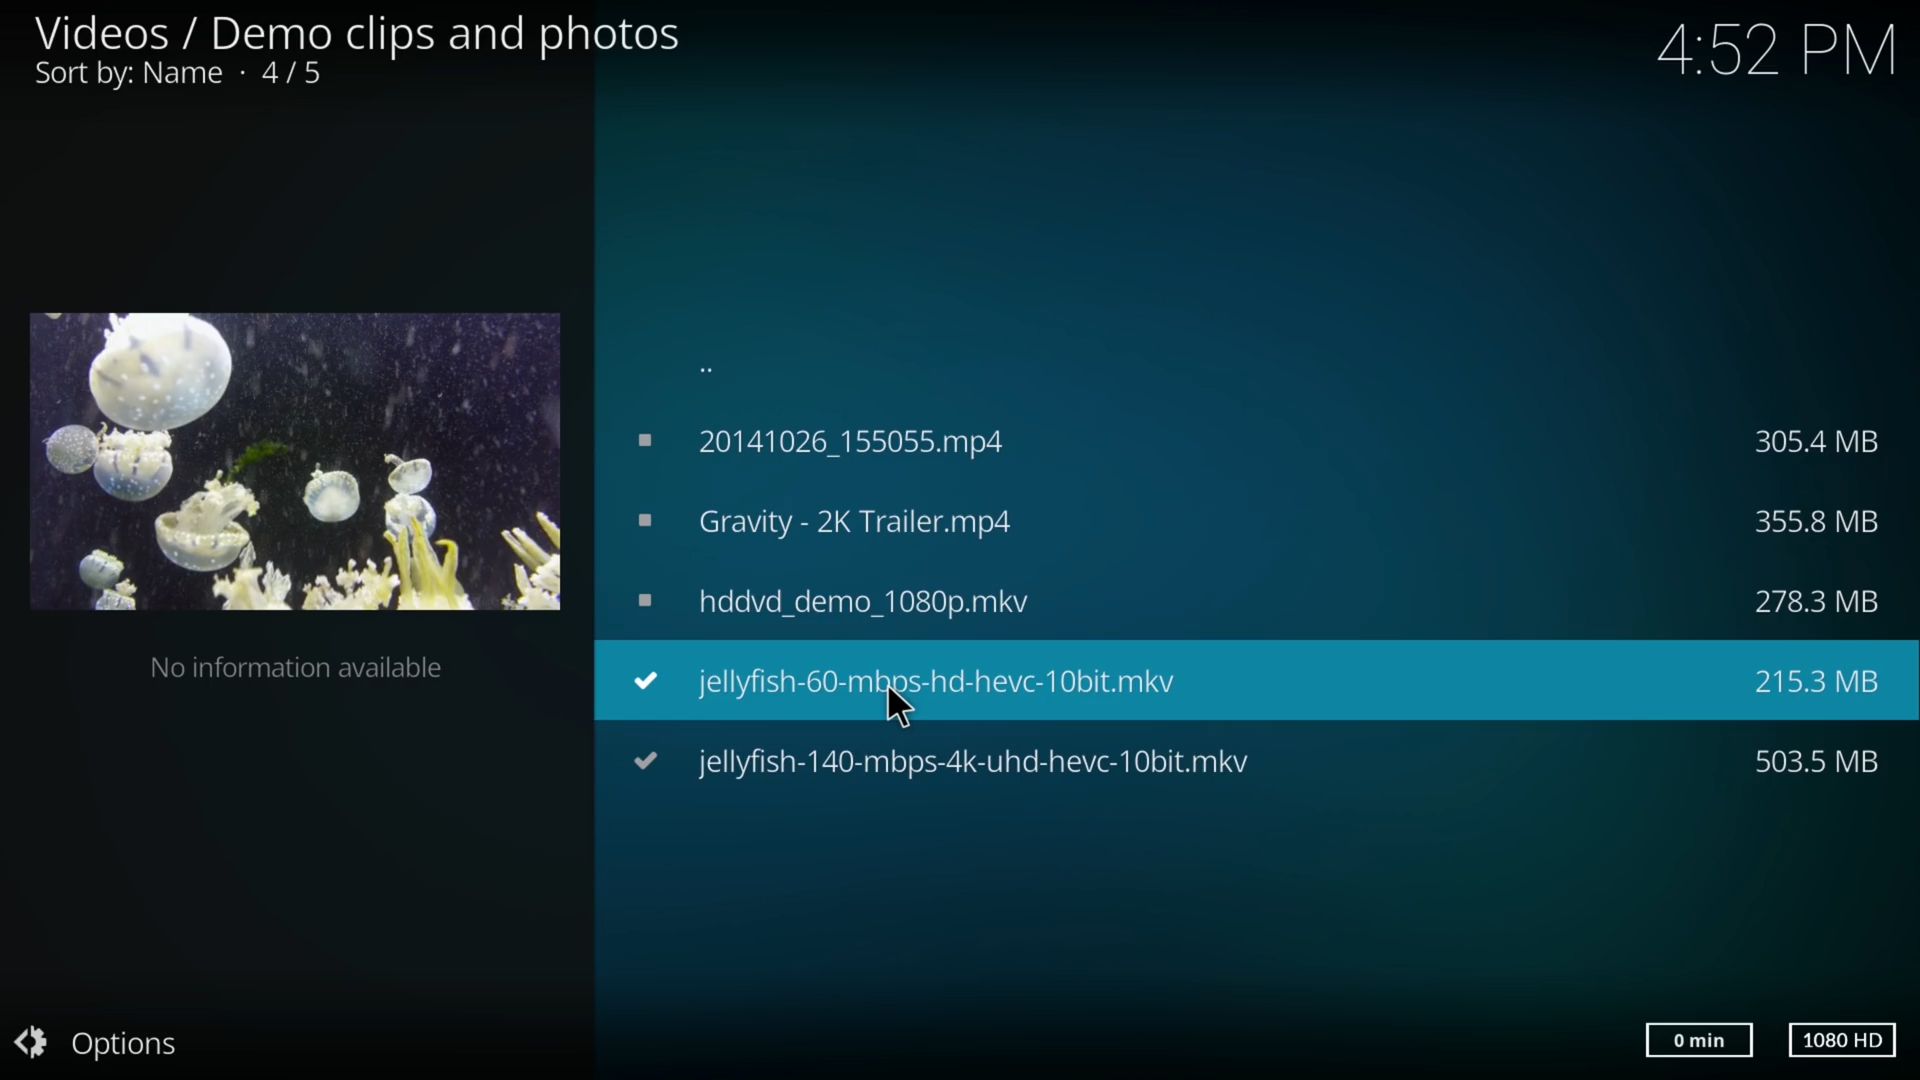 Videos / Demo clips and photos
Sort by: Name · 4 / 5
4:52 PM
..
20141026_155055.mp4 305.4 MB
Gravity - 2K Trailer.mp4 355.8 MB
hddvd_demo_1080p.mkv 278.3 MB
jellyfish-60-mbps-hd-hevc-10bit.mkv 215.3 MB
jellyfish-140-mbps-4k-uhd-hevc-10bit.mkv 503.5 MB
No information available
Options
0 min
1080 HD